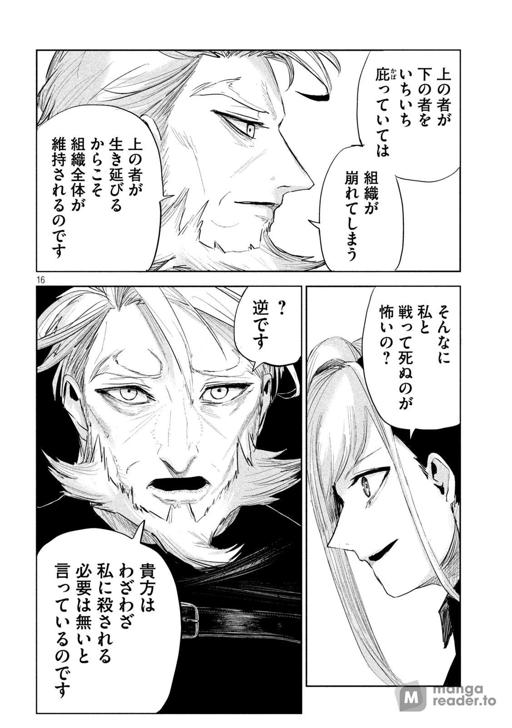 上の者が
下の者を
いちいち
庇っていては
かば
組織が
崩れてしまう
上の者が
生き延びる
からこそ
組織全体が
維持されるのです
16
そんなに
私と
戦って死ぬのが
怖いの?
?
逆です
貴方は
わざわざ
私に殺される
必要は無いと
言っているのです
M manga
reader.to